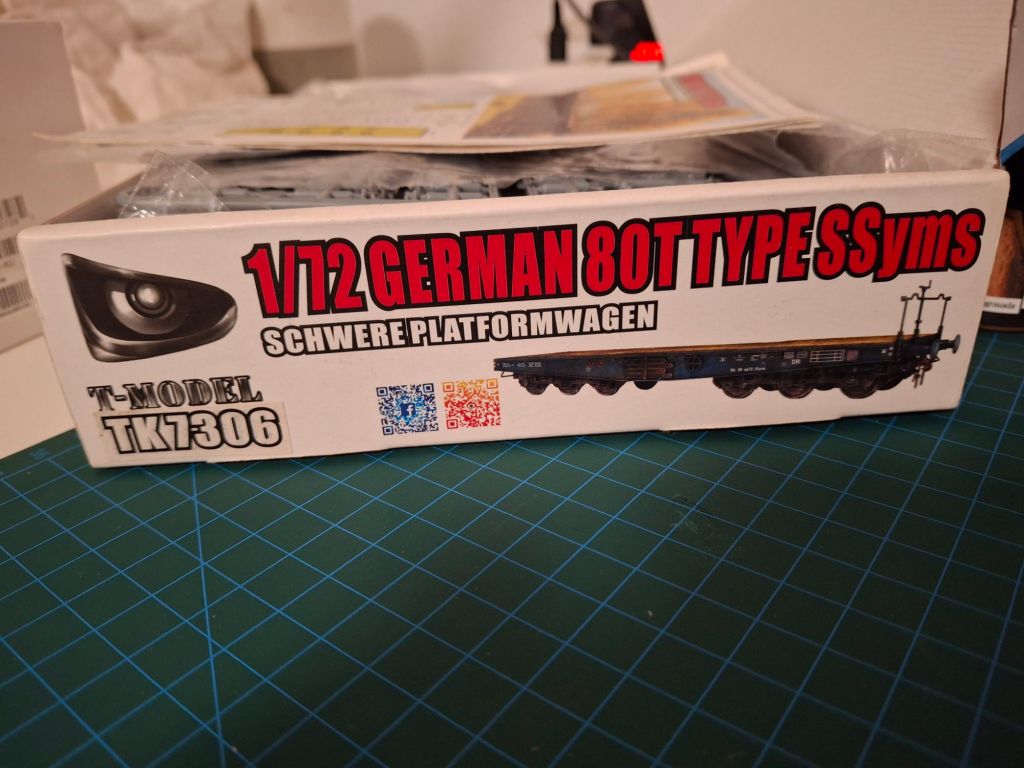 1/72 GERMAN 80T TYPE SSyms
SCHWERE PLATFORMWAGEN
T-MODEL
TK7306